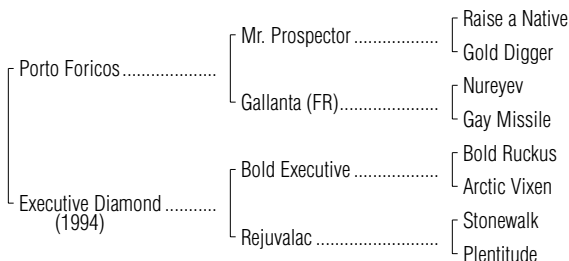 Porto Foricos....................
Executive Diamond...........
(1994)
Mr. Prospector ..................
Gallanta (FR).....................
Bold Executive ..................
Rejuvalac ..........................
Raise a Native
Gold Digger
Nureyev
Gay Missile
Bold Ruckus
Arctic Vixen
Stonewalk
Plentitude